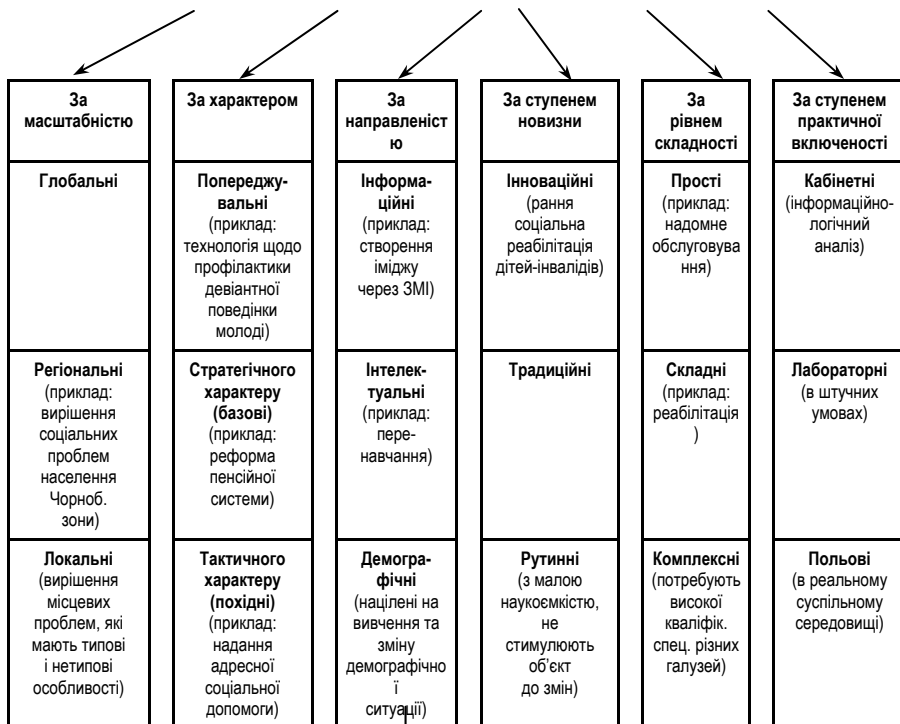 За
масштабністю
Глобальні
Регіональні
(приклад:
вирішення
соціальних
проблем
населення
Чорноб.
зони)
Локальні
(вирішення
місцевих
проблем, які
мають типові
і нетипові
особливості)
За характером
Попереджу-
вальні
(приклад:
технологія щодо
профілактики
девіантної
поведінки
молоді)
Стратегічного
характеру
(базові)
(приклад:
реформа
пенсійної
системи)
Тактичного
характеру
(похідні)
(приклад:
надання
адресної
соціальної
допомоги)
За
направленіст
ю
Інформа-
ційні
(приклад:
створення
іміджу
через ЗМІ)
Інтелек-
туальні
(приклад:
пере-
навчання)
Демогра-
фічні
(націлені на
вивчення та
зміну
демографічно
ї
ситуації)
За ступенем
новизни
Інноваційні
(рання
соціальна
реабілітація
дітей-інвалідів)
Традиційні
Рутинні
(з малою
наукоємкістю,
не
стимулюють
об’єкт
до змін)
За
рівнем
складності
Прості
(приклад:
надомне
обслуговува
ння)
Складні
(приклад:
реабілітація
)
Комплексні
(потребують
високої
кваліфік.
спец. різних
галузей)
За ступенем
практичної
включеності
Кабінетні
(інформаційно-
логічний
аналіз)
Лабораторні
(в штучних
умовах)
Польові
(в реальному
суспільному
середовищі)